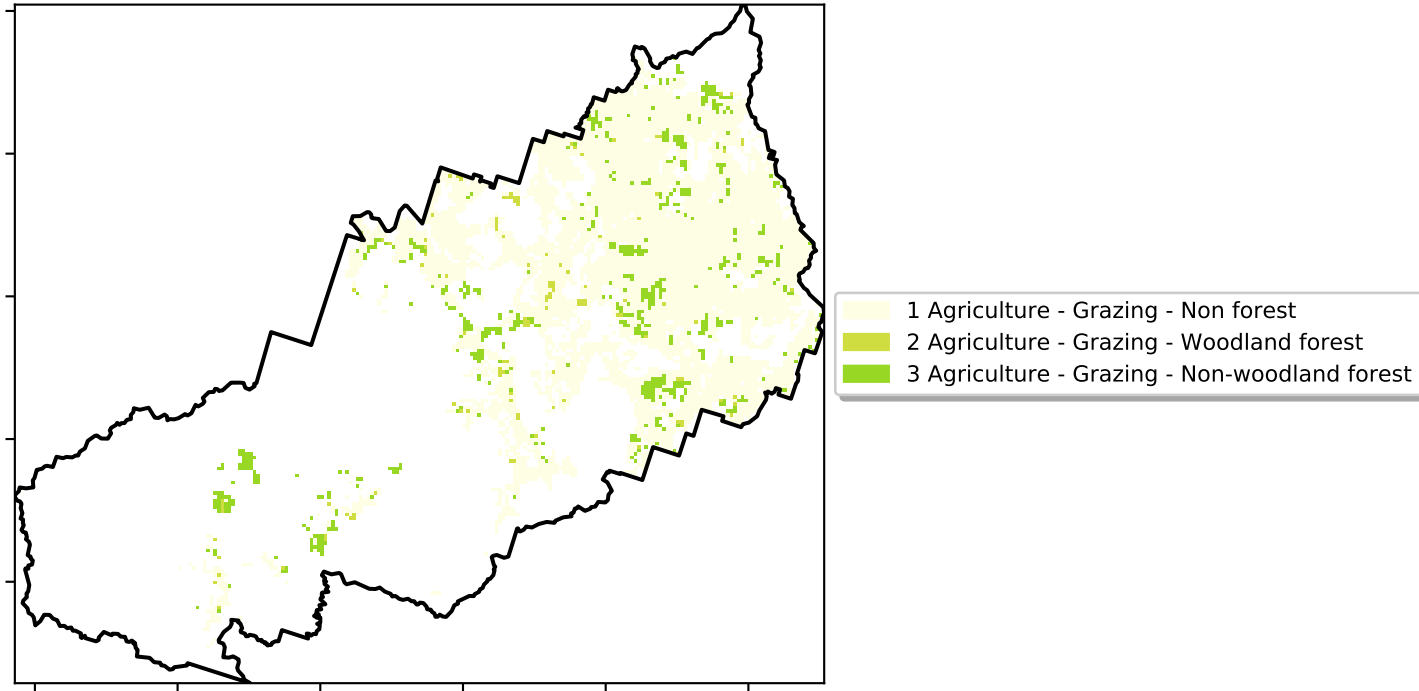 1 Agriculture - Grazing - Non forest
2 Agriculture - Grazing - Woodland forest
3 Agriculture - Grazing - Non-woodland forest